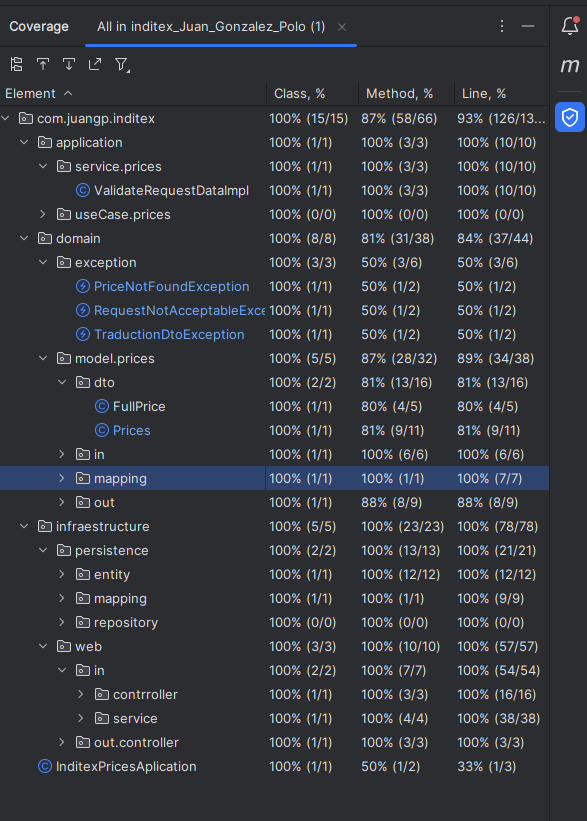 Coverage All in inditex_Juan_Gonzalez_Polo (1)
Element Class, % Method, % Line, %
com.juangp.inditex 100% (15/15) 87% (58/66) 93% (126/13...
application 100% (1/1) 100% (3/3) 100% (10/10)
service.prices 100% (1/1) 100% (3/3) 100% (10/10)
ValidateRequestDataImpl 100% (1/1) 100% (3/3) 100% (10/10)
useCase.prices 100% (0/0) 100% (0/0) 100% (0/0)
domain 100% (8/8) 81% (31/38) 84% (37/44)
exception 100% (3/3) 50% (3/6) 50% (3/6)
PriceNotFoundException 100% (1/1) 50% (1/2) 50% (1/2)
RequestNotAcceptableExce 100% (1/1) 50% (1/2) 50% (1/2)
TraductionDtoException 100% (1/1) 50% (1/2) 50% (1/2)
model.prices 100% (5/5) 87% (28/32) 89% (34/38)
dto 100% (2/2) 81% (13/16) 81% (13/16)
FullPrice 100% (1/1) 80% (4/5) 80% (4/5)
Prices 100% (1/1) 81% (9/11) 81% (9/11)
in 100% (1/1) 100% (6/6) 100% (6/6)
mapping 100% (1/1) 100% (1/1) 100% (7/7)
out 100% (1/1) 88% (8/9) 88% (8/9)
infraestructure 100% (5/5) 100% (23/23) 100% (78/78)
persistence 100% (2/2) 100% (13/13) 100% (21/21)
entity 100% (1/1) 100% (12/12) 100% (12/12)
mapping 100% (1/1) 100% (1/1) 100% (9/9)
repository 100% (0/0) 100% (0/0) 100% (0/0)
web 100% (3/3) 100% (10/10) 100% (57/57)
in 100% (2/2) 100% (7/7) 100% (54/54)
contrroller 100% (1/1) 100% (3/3) 100% (16/16)
service 100% (1/1) 100% (4/4) 100% (38/38)
out.controller 100% (1/1) 100% (3/3) 100% (3/3)
InditexPricesAplication 100% (1/1) 50% (1/2) 33% (1/3)
m